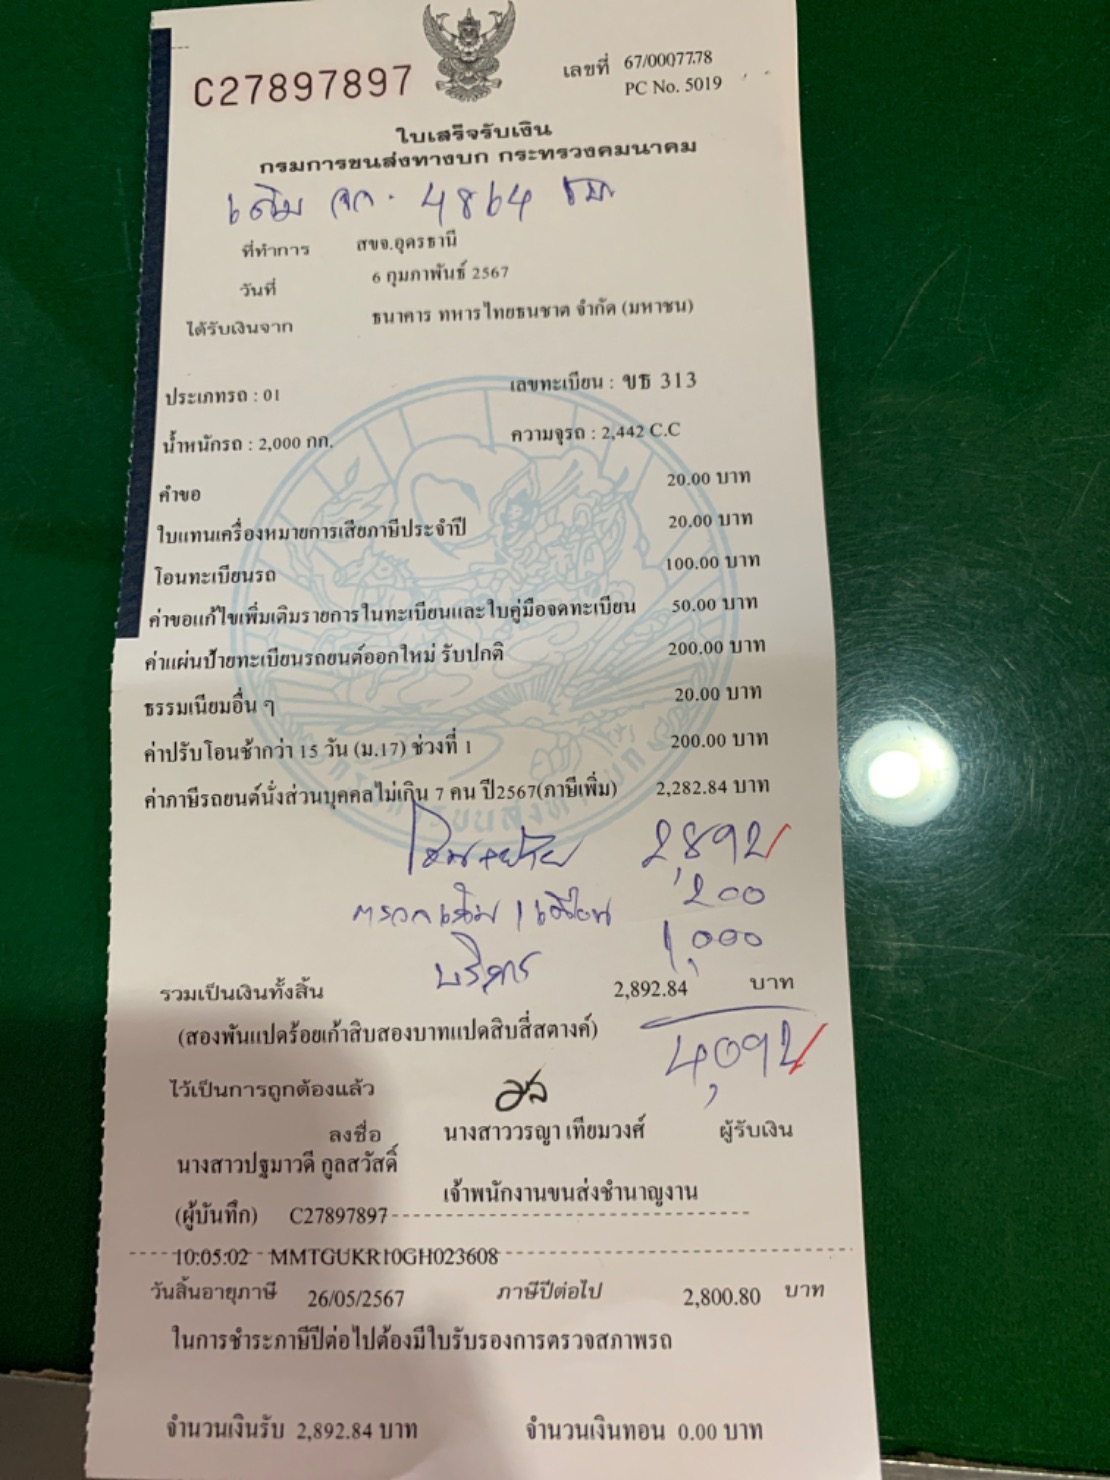 C27897897
เลขที่ 67/0007778
PC No. 5019
ใบเสร็จรับเงิน
กรมการขนส่งทางบก กระทรวงคมนาคม
เดิม จก. 4864 ชม.
ที่ทำการ สขจ.อุดรธานี
วันที่ 6 กุมภาพันธ์ 2567
ได้รับเงินจาก ธนาคาร ทหารไทยธนชาต จำกัด (มหาชน)
ประเภทรถ : 01 เลขทะเบียน : ขธ 313
น้ำหนักรถ : 2,000 กก. ความจุรถ : 2,442 C.C
คำขอ 20.00 บาท
ใบแทนเครื่องหมายการเสียภาษีประจำปี 20.00 บาท
โอนทะเบียนรถ 100.00 บาท
ค่าขอแก้ไขเพิ่มเติมรายการในทะเบียนและใบคู่มือจดทะเบียน 50.00 บาท
ค่าแผ่นป้ายทะเบียนรถยนต์ออกใหม่ รับปกติ 200.00 บาท
ธรรมเนียมอื่น ๆ 20.00 บาท
ค่าปรับโอนช้ากว่า 15 วัน (ม.17) ช่วงที่ 1 200.00 บาท
ค่าภาษีรถยนต์นั่งส่วนบุคคลไม่เกิน 7 คน ปี2567(ภาษีเพิ่ม) 2,282.84 บาท
โอน+ย้าย 2,892
200
บริการ 1,000
รวมเป็นเงินทั้งสิ้น 2,892.84 บาท
(สองพันแปดร้อยเก้าสิบสองบาทแปดสิบสี่สตางค์)
4,092
ไว้เป็นการถูกต้องแล้ว
ลงชื่อ นางสาววรญา เทียมวงศ์ ผู้รับเงิน
นางสาวปฐมาวดี กูลสวัสดิ์
เจ้าพนักงานขนส่งชำนาญงาน
(ผู้บันทึก) C27897897
10:05:02 MMTGUKR10GH023608
วันสิ้นอายุภาษี 26/05/2567 ภาษีปีต่อไป 2,800.80 บาท
ในการชำระภาษีปีต่อไปต้องมีใบรับรองการตรวจสภาพรถ
จำนวนเงินรับ 2,892.84 บาท จำนวนเงินทอน 0.00 บาท